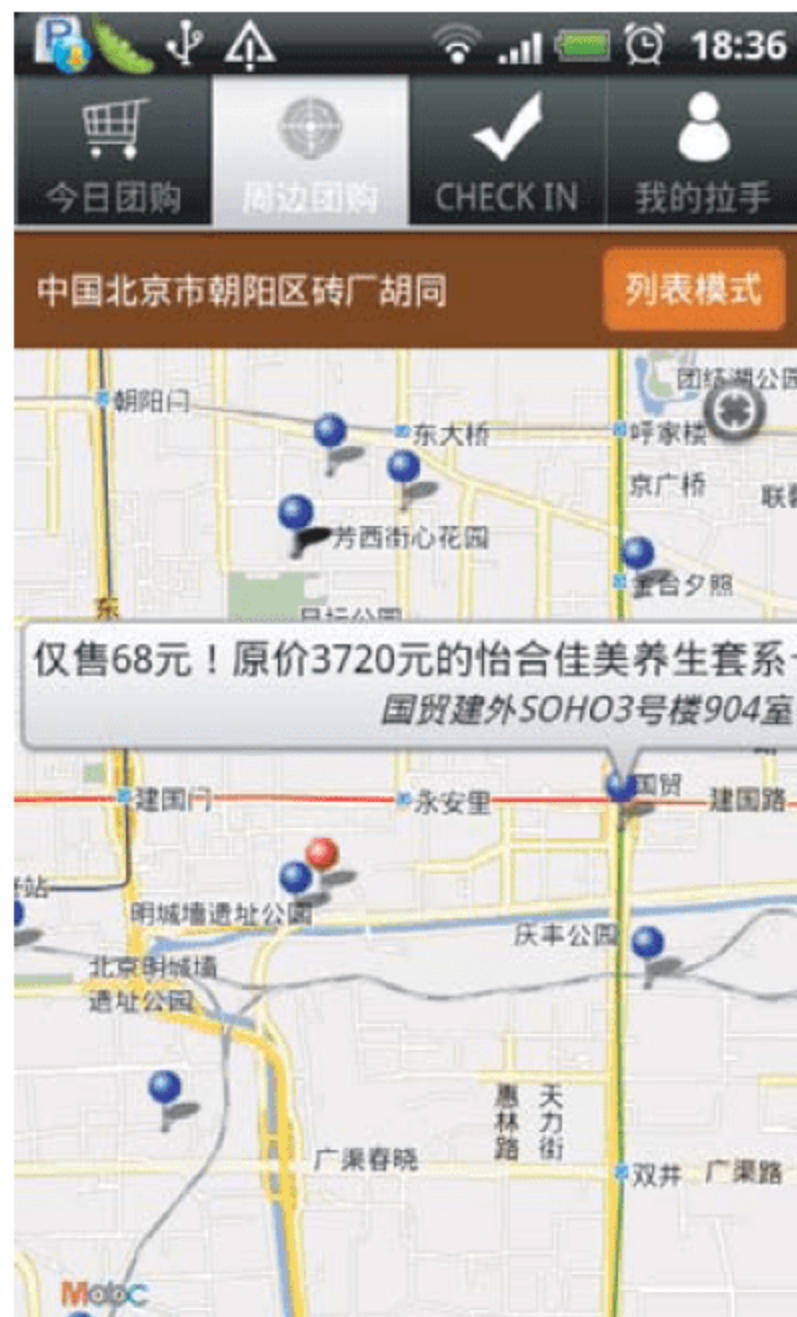 18:36
今日团购
周边团购
CHECK IN
我的拉手
中国北京市朝阳区砖厂胡同
列表模式
团结湖公园
朝阳门
东大桥
呼家楼
京广桥
联
芳西街心花园
金台夕照
东
日坛公园
仅售68元！原价3720元的怡合佳美养生套系
国贸建外SOHO3号楼904室
国贸
建国门
永安里
建国路
站
明城墙遗址公园
庆丰公园
北京明城墙
遗址公园
惠林路
天力街
广渠春晓
双井
广渠路